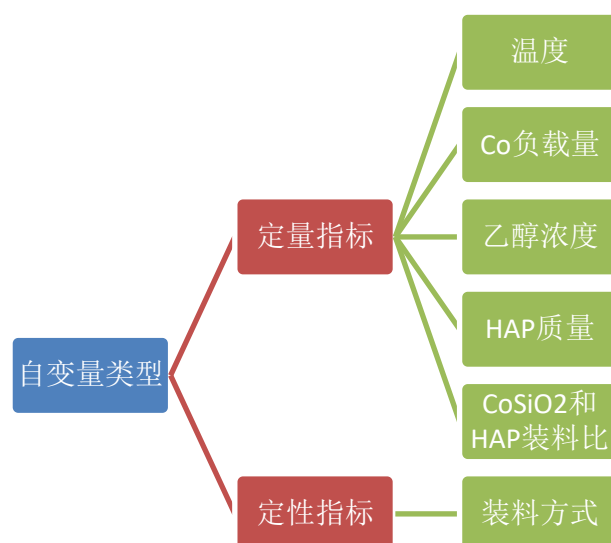 温度
Co负载量
定量指标
乙醇浓度
HAP质量
自变量类型
CoSiO2和
HAP装料比
定性指标
装料方式